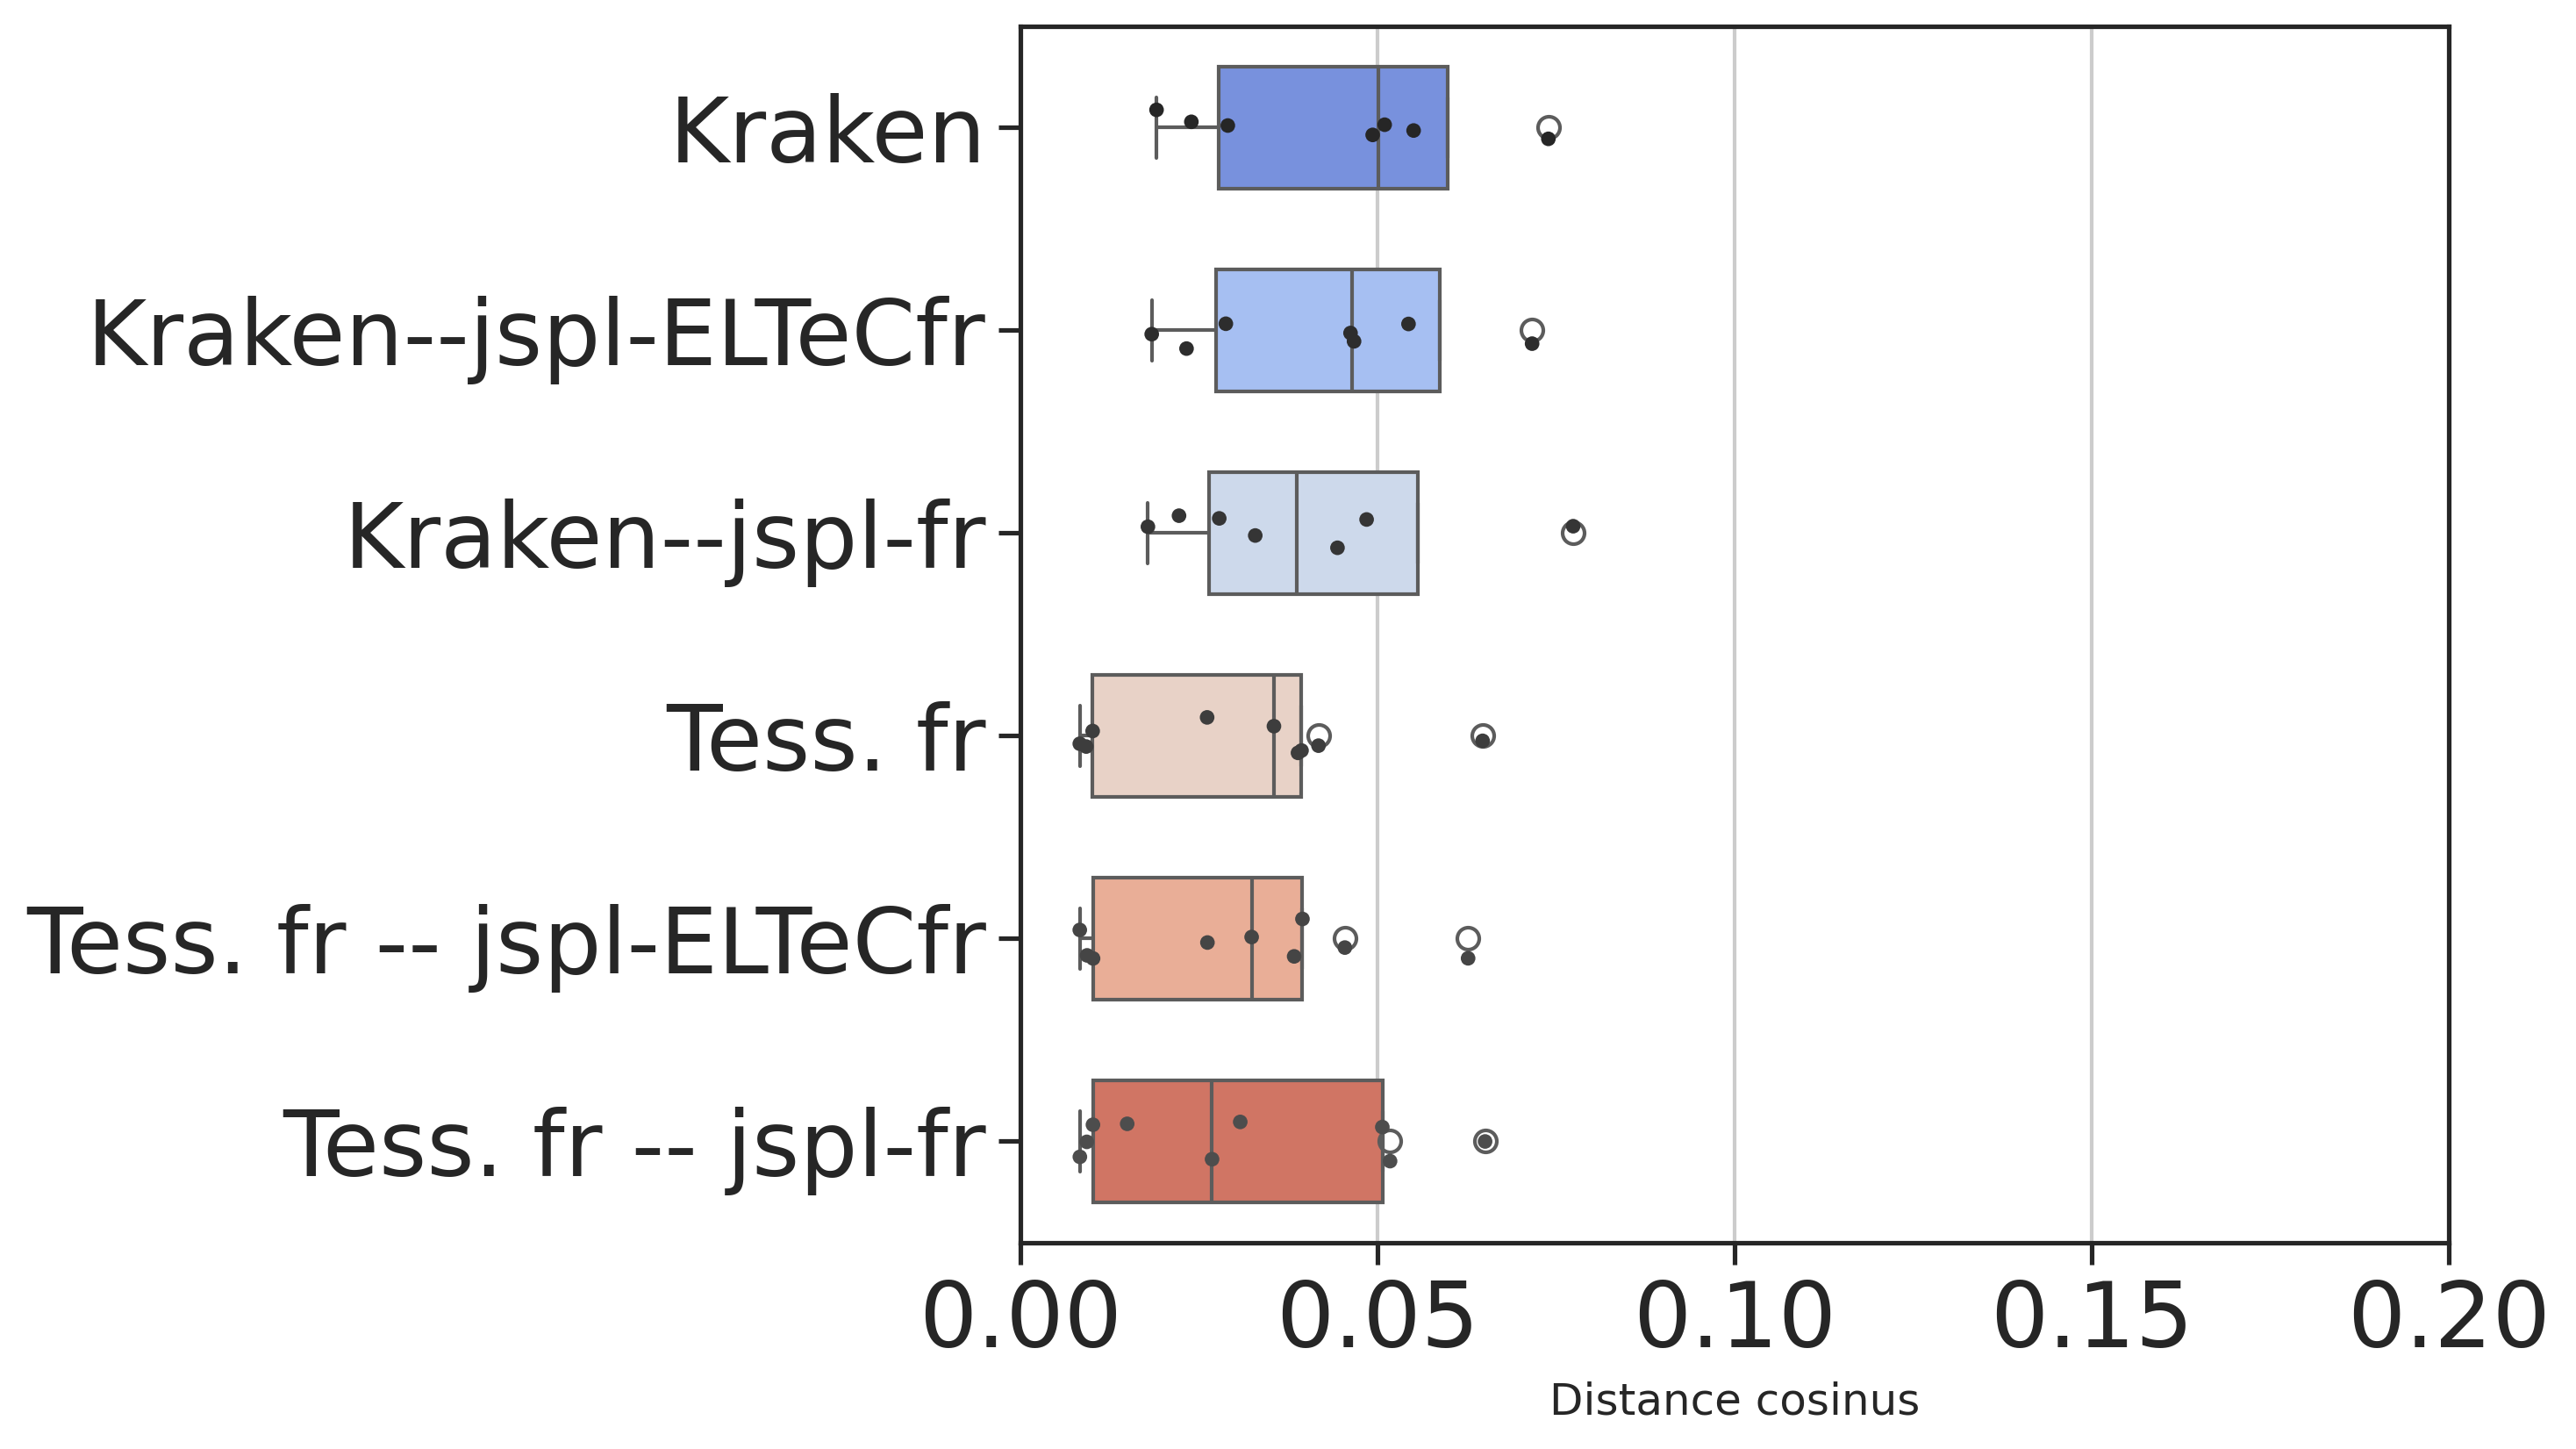 Kraken
Kraken--jspl-ELTeCfr
Kraken--jspl-fr
Tess. fr
Tess. fr -- jspl-ELTeCfr
Tess. fr -- jspl-fr
0.00 0.05 0.10 0.15 0.20
Distance cosinus